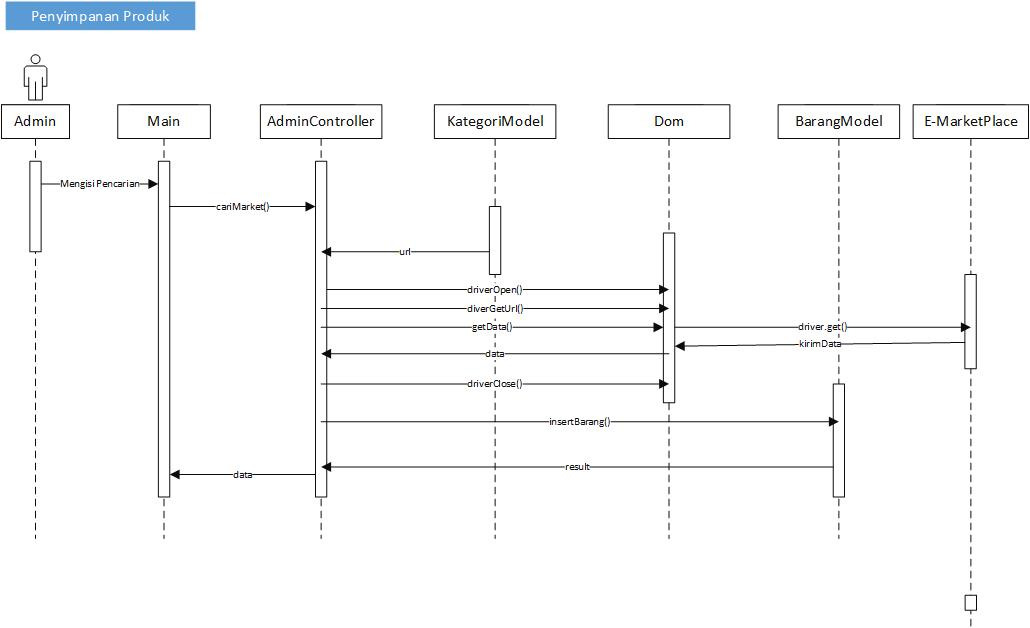 Penyimpanan Produk
Admin
Main
AdminController
KategoriModel
Dom
BarangModel
E-MarketPlace
Mengisi Pencarian
cariMarket()
url
driverOpen()
diverGetUrl()
getData()
driver.get()
kirimData
data
driverClose()
insertBarang()
result
data